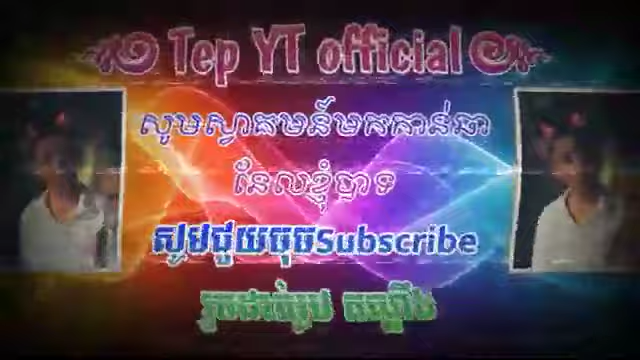 Tep YT official
សូមស្វាគមន៍មកកាន់ឆា
នែលខ្ញុំបាទ
សូមជួយចុចSubscribe